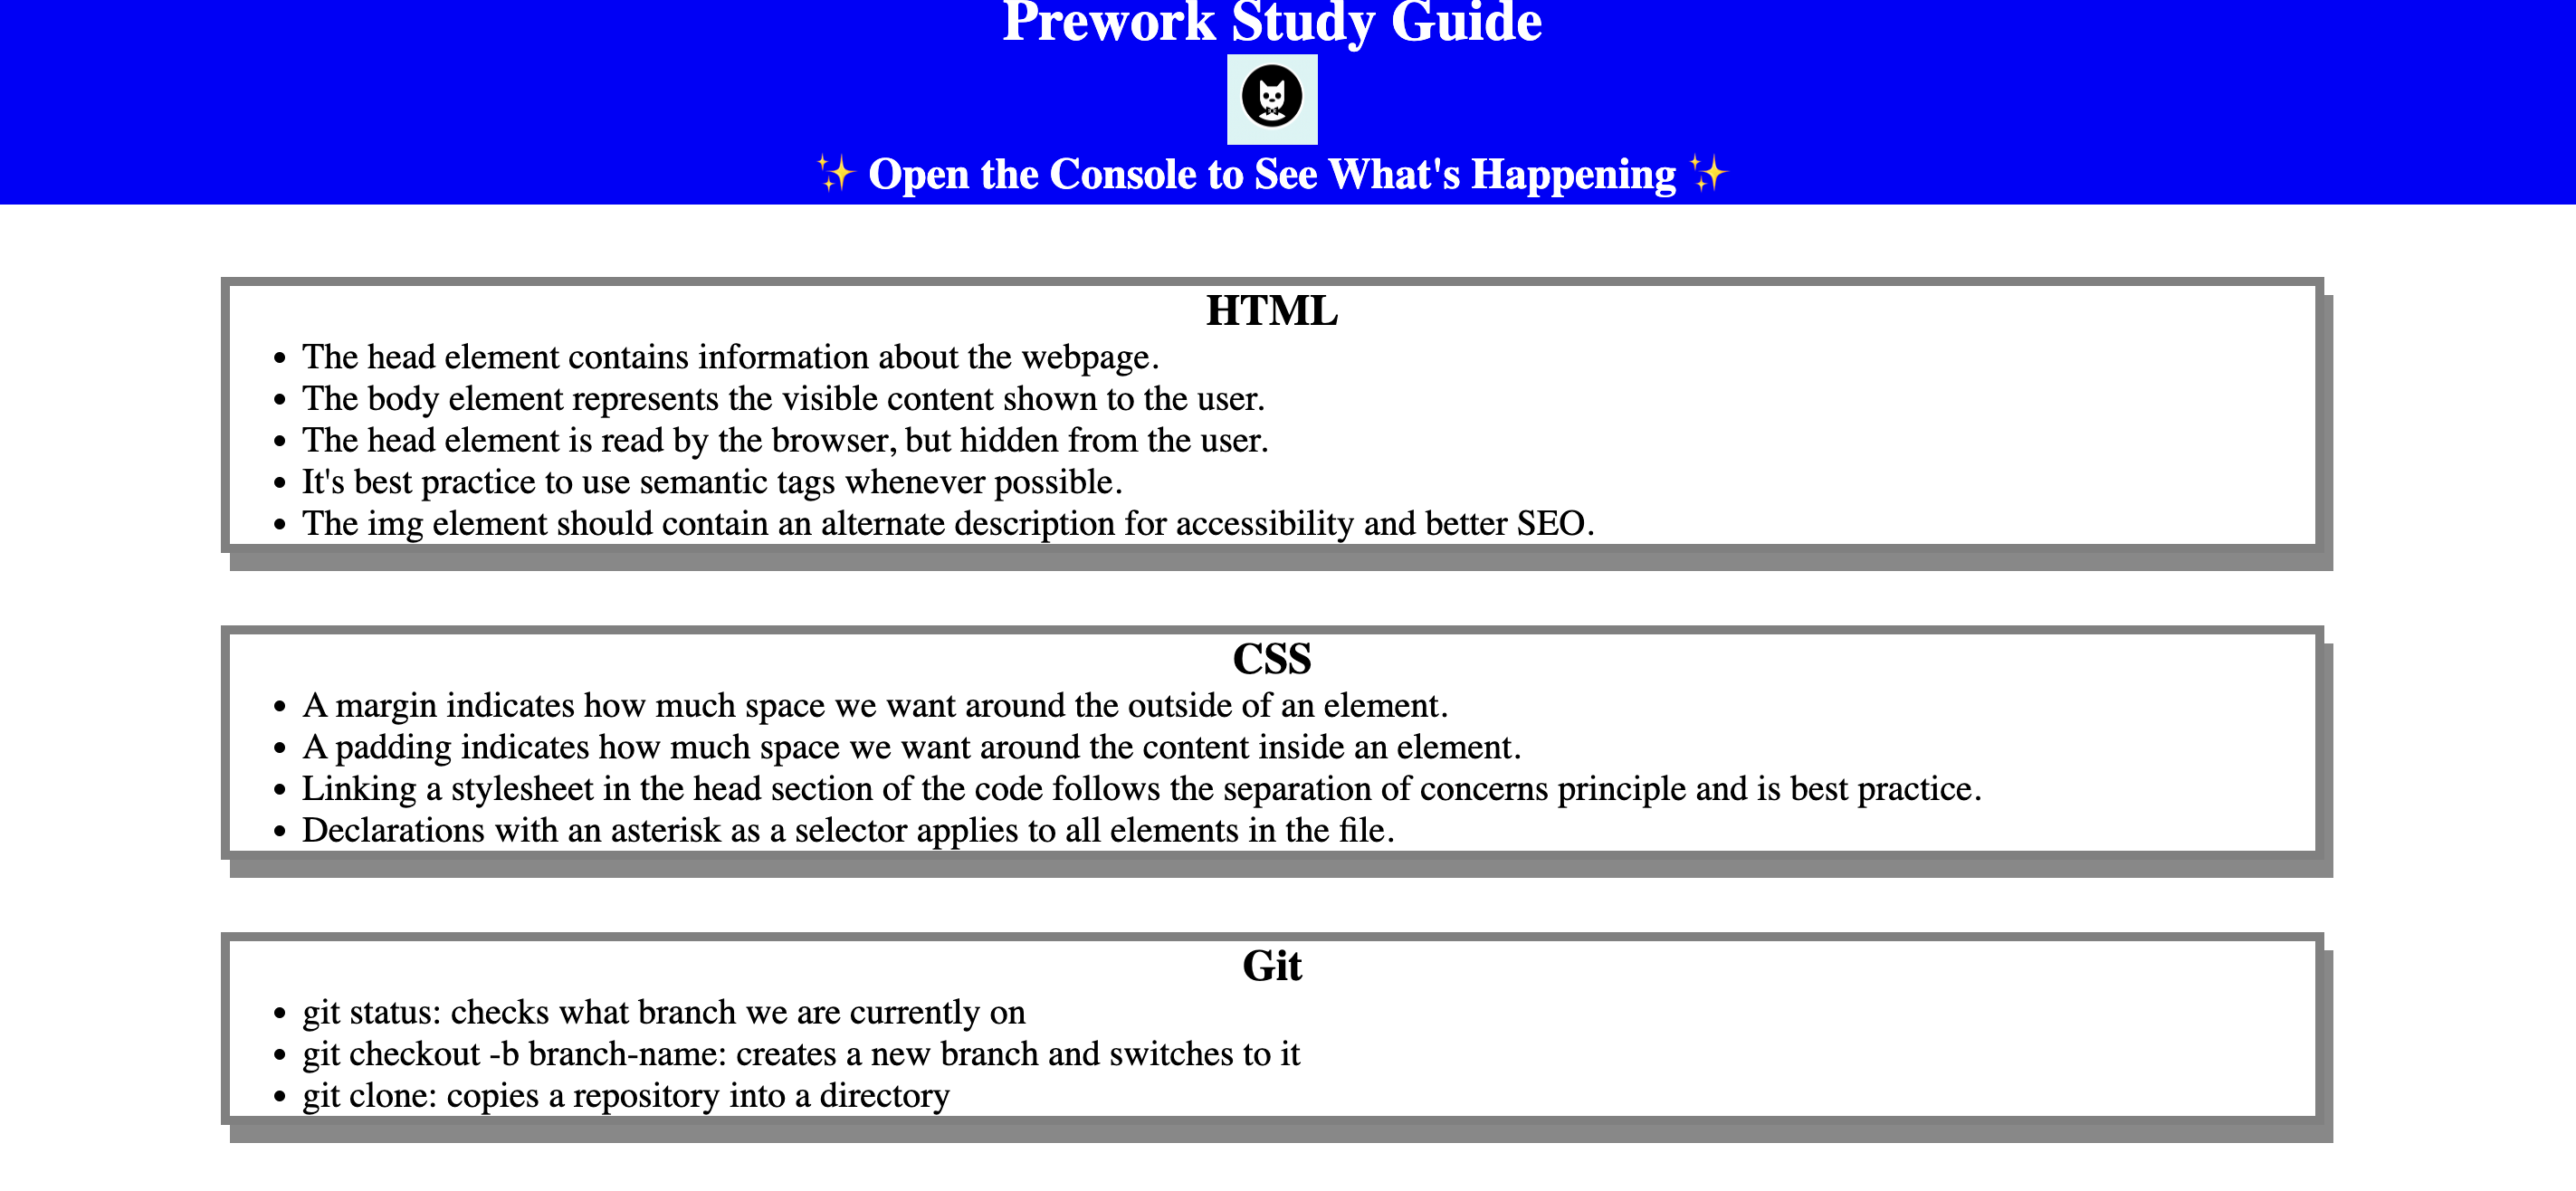 Prework Study Guide
✨ Open the Console to See What's Happening ✨
HTML
• The head element contains information about the webpage.
• The body element represents the visible content shown to the user.
• The head element is read by the browser, but hidden from the user.
• It's best practice to use semantic tags whenever possible.
• The img element should contain an alternate description for accessibility and better SEO.
CSS
• A margin indicates how much space we want around the outside of an element.
• A padding indicates how much space we want around the content inside an element.
• Linking a stylesheet in the head section of the code follows the separation of concerns principle and is best practice.
• Declarations with an asterisk as a selector applies to all elements in the file.
Git
• git status: checks what branch we are currently on
• git checkout -b branch-name: creates a new branch and switches to it
• git clone: copies a repository into a directory